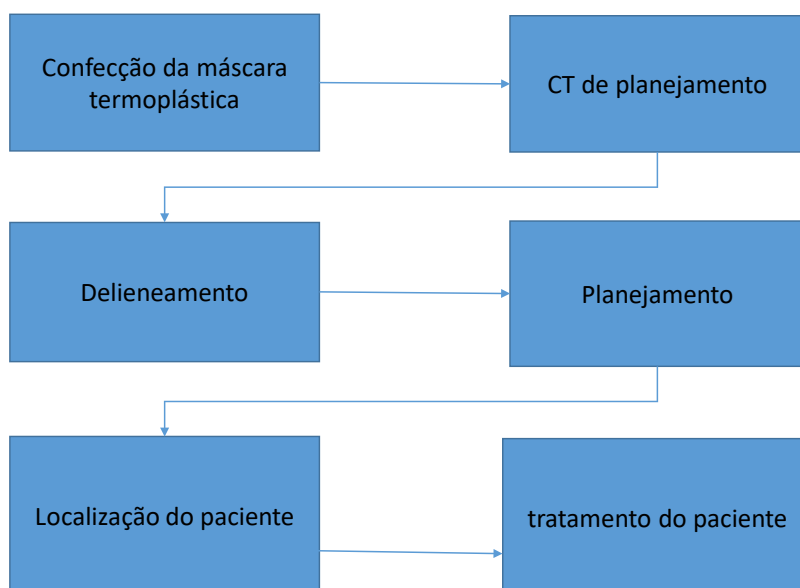 Confecção da máscara
termoplástica
CT de planejamento
Delieneamento
Planejamento
Localização do paciente
tratamento do paciente